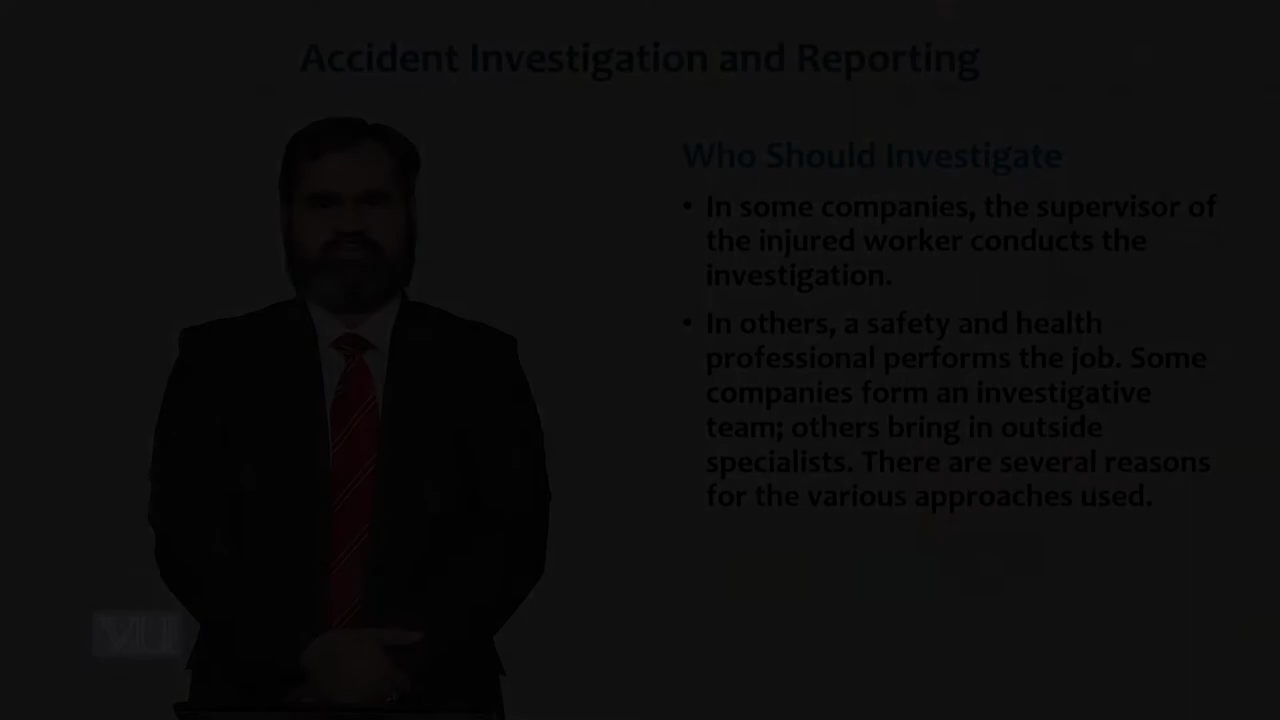 Accident Investigation and Reporting
Who Should Investigate
• In some companies, the supervisor of
the injured worker conducts the
investigation.
• In others, a safety and health
professional performs the job. Some
companies form an investigative
team; others bring in outside
specialists. There are several reasons
for the various approaches used.
VU